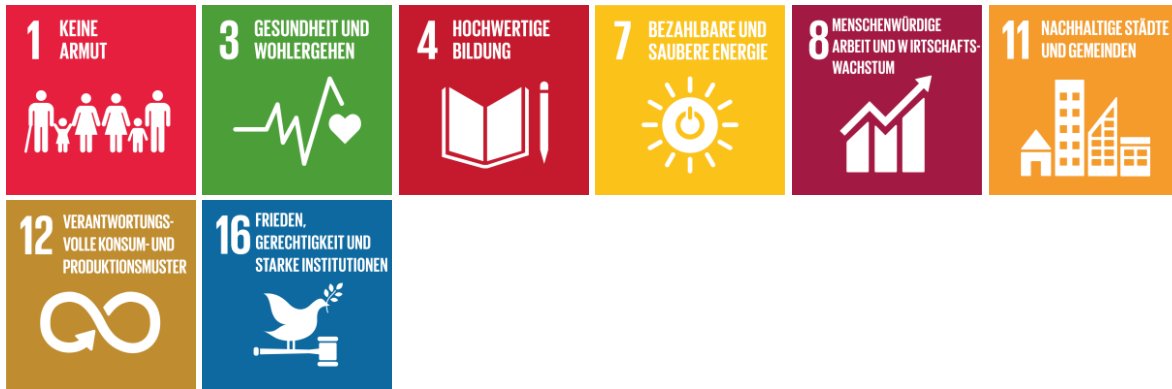 1 KEINE
ARMUT
3 GESUNDHEIT UND
WOHLERGEHEN
4 HOCHWERTIGE
BILDUNG
7 BEZAHLBARE UND
SAUBERE ENERGIE
8 MENSCHENWÜRDIGE
ARBEIT UND WIRTSCHAFTS-
WACHSTUM
11 NACHHALTIGE STÄDTE
UND GEMEINDEN
12 VERANTWORTUNGS-
VOLLE KONSUM- UND
PRODUKTIONSMUSTER
16 FRIEDEN,
GERECHTIGKEIT UND
STARKE INSTITUTIONEN